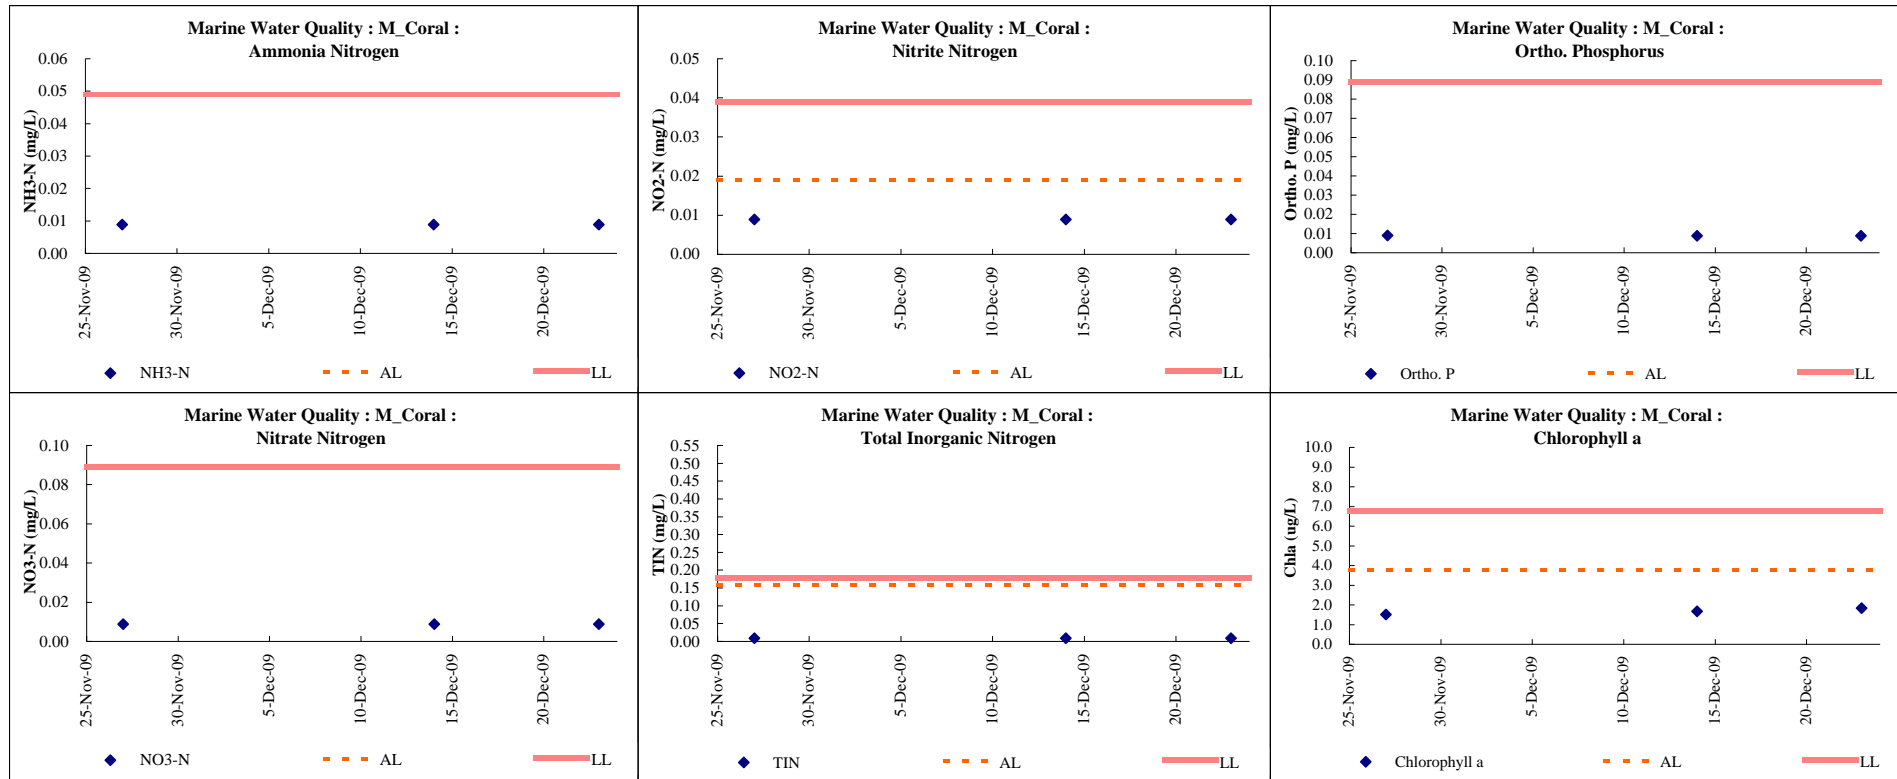 Marine Water Quality : M_Coral :
Ammonia Nitrogen
0.06
0.05
0.04
0.03
0.02
0.01
0.00
NH3-N (mg/L)
25-Nov-09
30-Nov-09
5-Dec-09
10-Dec-09
15-Dec-09
20-Dec-09
NH3-N AL LL
Marine Water Quality : M_Coral :
Nitrite Nitrogen
0.05
0.04
0.03
0.02
0.01
0.00
NO2-N (mg/L)
25-Nov-09
30-Nov-09
5-Dec-09
10-Dec-09
15-Dec-09
20-Dec-09
NO2-N AL LL
Marine Water Quality : M_Coral :
Ortho. Phosphorus
0.10
0.09
0.08
0.07
0.06
0.05
0.04
0.03
0.02
0.01
0.00
Ortho. P (mg/L)
25-Nov-09
30-Nov-09
5-Dec-09
10-Dec-09
15-Dec-09
20-Dec-09
Ortho. P AL LL
Marine Water Quality : M_Coral :
Nitrate Nitrogen
0.10
0.08
0.06
0.04
0.02
0.00
NO3-N (mg/L)
25-Nov-09
30-Nov-09
5-Dec-09
10-Dec-09
15-Dec-09
20-Dec-09
NO3-N AL LL
Marine Water Quality : M_Coral :
Total Inorganic Nitrogen
0.55
0.50
0.45
0.40
0.35
0.30
0.25
0.20
0.15
0.10
0.05
0.00
TIN (mg/L)
25-Nov-09
30-Nov-09
5-Dec-09
10-Dec-09
15-Dec-09
20-Dec-09
TIN AL LL
Marine Water Quality : M_Coral :
Chlorophyll a
10.0
9.0
8.0
7.0
6.0
5.0
4.0
3.0
2.0
1.0
0.0
Chla (ug/L)
25-Nov-09
30-Nov-09
5-Dec-09
10-Dec-09
15-Dec-09
20-Dec-09
Chlorophyll a AL LL